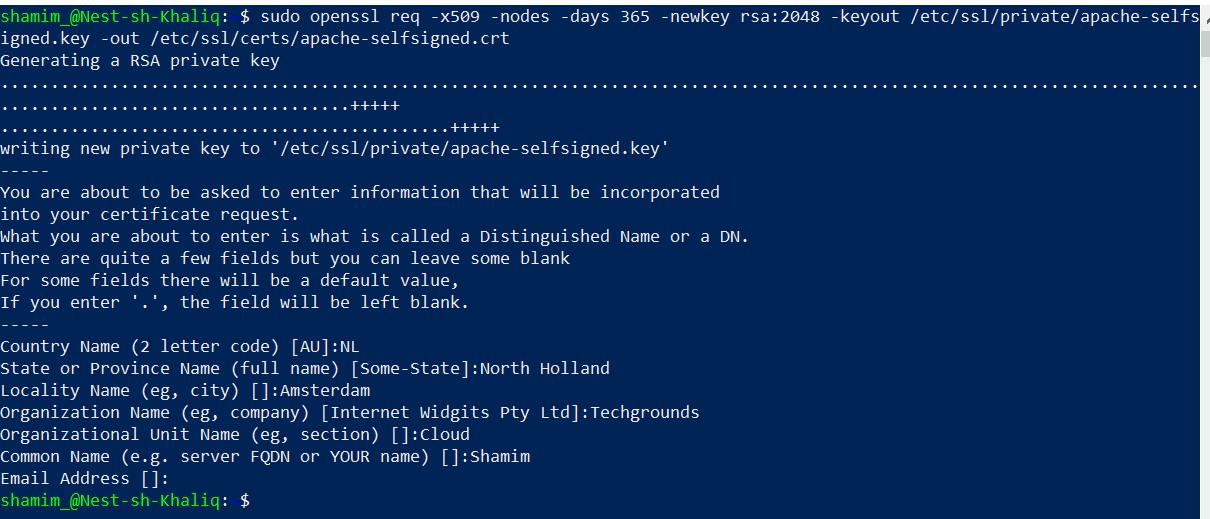 shamim_@Nest-sh-Khaliq: $ sudo openssl req -x509 -nodes -days 365 -newkey rsa:2048 -keyout /etc/ssl/private/apache-selfs
igned.key -out /etc/ssl/certs/apache-selfsigned.crt
Generating a RSA private key
........................................................................................................................
...................................+++++
.............................................+++++
writing new private key to '/etc/ssl/private/apache-selfsigned.key'
-----
You are about to be asked to enter information that will be incorporated
into your certificate request.
What you are about to enter is what is called a Distinguished Name or a DN.
There are quite a few fields but you can leave some blank
For some fields there will be a default value,
If you enter '.', the field will be left blank.
-----
Country Name (2 letter code) [AU]:NL
State or Province Name (full name) [Some-State]:North Holland
Locality Name (eg, city) []:Amsterdam
Organization Name (eg, company) [Internet Widgits Pty Ltd]:Techgrounds
Organizational Unit Name (eg, section) []:Cloud
Common Name (e.g. server FQDN or YOUR name) []:Shamim
Email Address []:
shamim_@Nest-sh-Khaliq: $